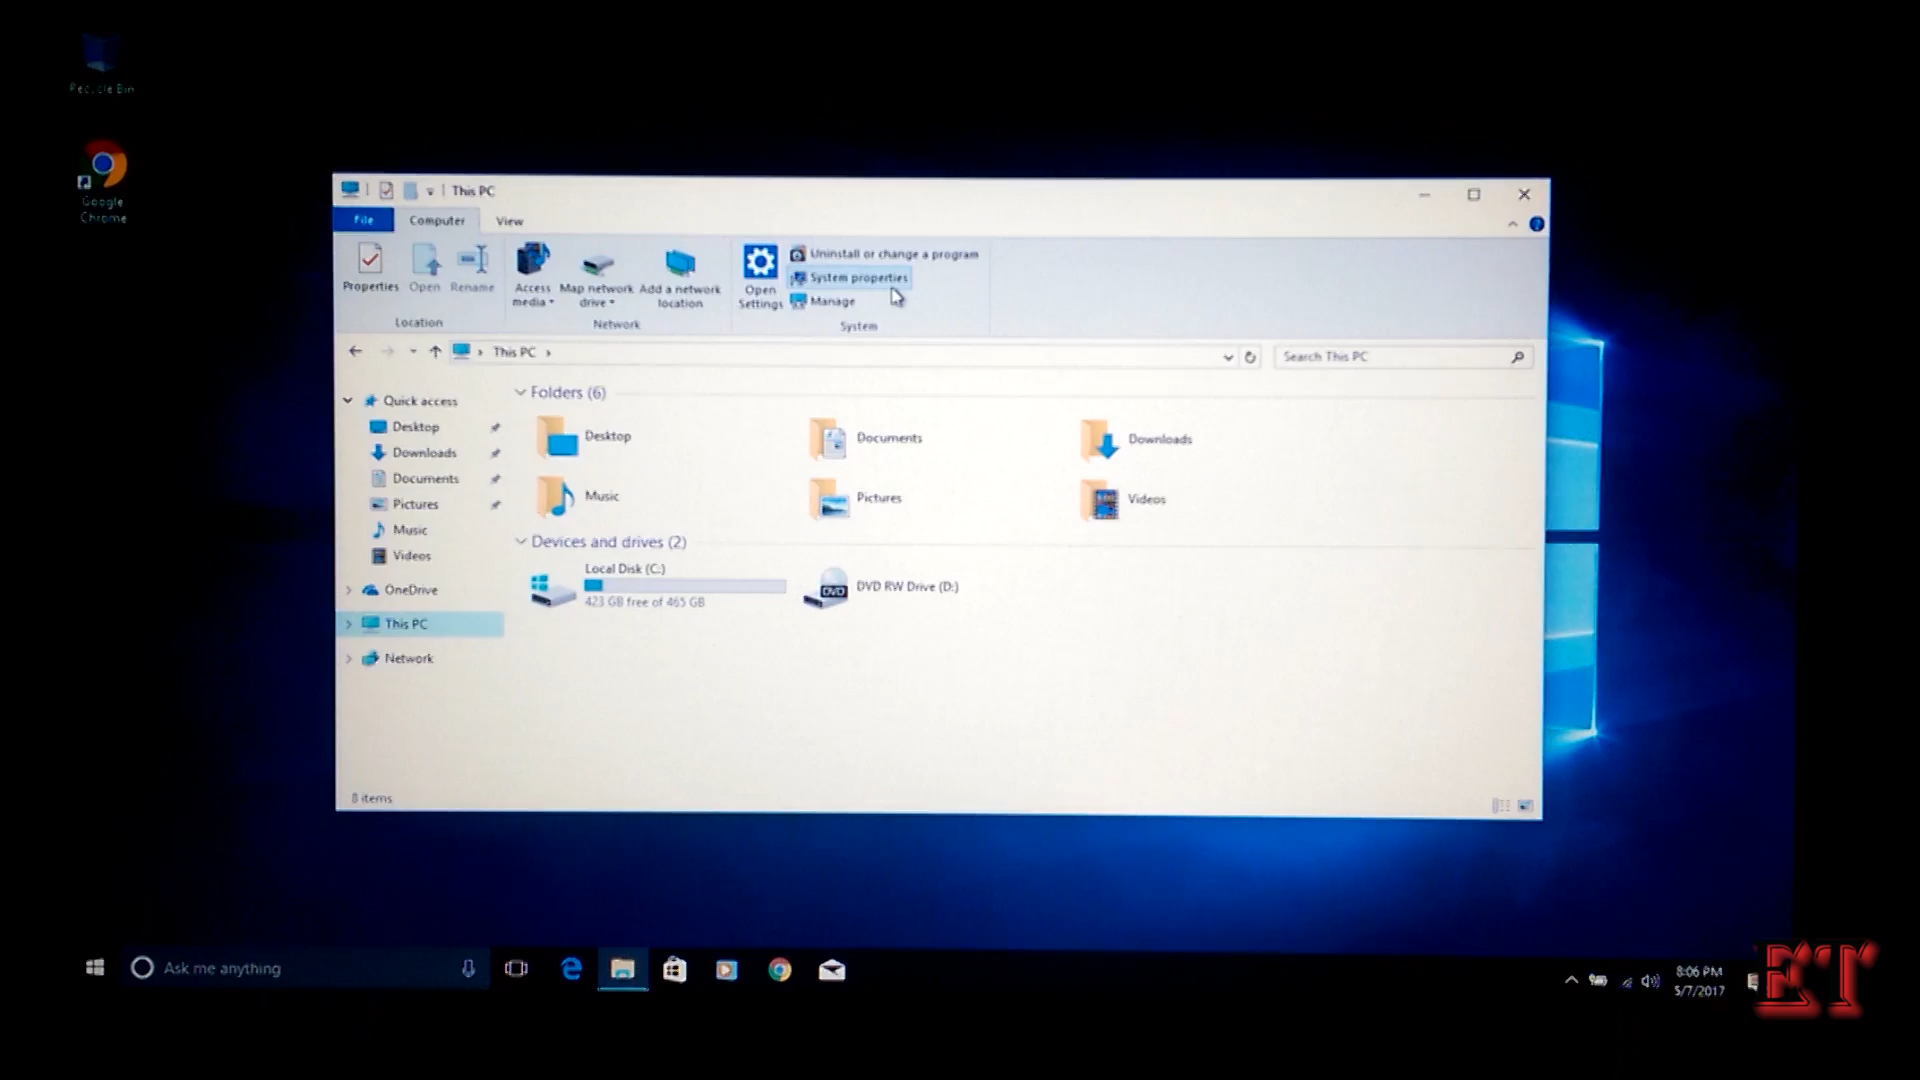 Recycle Bin
Google
Chrome
This PC
File
Computer
View
Properties
Open
Rename
Access
media
Map network
drive
Add a network
location
Open
Settings
Uninstall or change a program
System properties
Manage
Location
Network
System
This PC
Search This PC
Quick access
Desktop
Downloads
Documents
Pictures
Music
Videos
OneDrive
This PC
Network
Folders (6)
Desktop
Documents
Downloads
Music
Pictures
Videos
Devices and drives (2)
Local Disk (C:)
423 GB free of 465 GB
DVD
DVD RW Drive (D:)
8 items
Ask me anything
8:06 PM
5/7/2017
ET